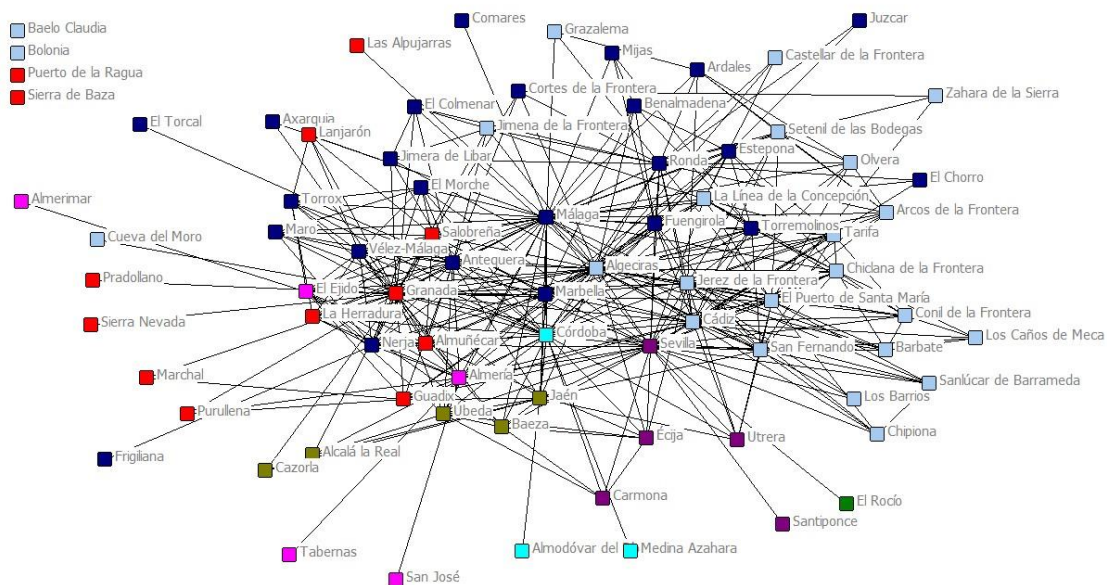 Baelo Claudia
Bolonia
Puerto de la Ragua
Sierra de Baza
Comares
Juzcar
Grazalema
Las Alpujarras
Mijas
Castellar de la Frontera
Ardales
Cortes de la Frontera
Zahara de la Sierra
El Colmenar
Benalmadena
El Torcal
Axarquia
Jimena de la Frontera
Setenil de las Bodegas
Lanjarón
Estepona
Jimera de Libar
Ronda
Olvera
El Chorro
El Morche
La Línea de la Concepción
Almerimar
Torrox
Arcos de la Frontera
Málaga
Fuengirola
Torremolinos
Maro
Salobreña
Tarifa
Cueva del Moro
Vélez-Málaga
Antequera
Algeciras
Chiclana de la Frontera
Pradollano
Jerez de la Frontera
El Ejido
Granada
Marbella
El Puerto de Santa María
La Herradura
Conil de la Frontera
Sierra Nevada
Cádiz
Córdoba
Los Caños de Meca
Nerja
Almuñécar
Sevilla
San Fernando
Barbate
Marchal
Almería
Sanlúcar de Barrameda
Guadix
Jaén
Los Barrios
Purullena
Úbeda
Baeza
Chipiona
Écija
Utrera
Frigiliana
Alcalá la Real
Cazorla
Carmona
El Rocío
Santiponce
Tabernas
Almodóvar del
Medina Azahara
San José